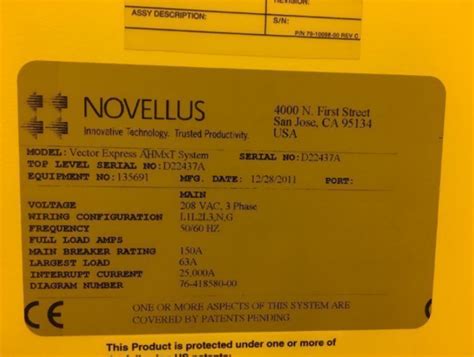 REVISION:
ASSY DESCRIPTION:
S/N:
P/N 79-10098-00 REV C
NOVELLUS
Innovative Technology. Trusted Productivity.
4000 N. First Street
San Jose, CA 95134
USA
MODEL: Vector Express AHMxT System SERIAL NO: D22437A
TOP LEVEL SERIAL NO: D22437A
EQUIPMENT NO: 135691 MFG. DATE: 12/28/2011 PORT:
MAIN
VOLTAGE 208 VAC, 3 Phase
WIRING CONFIGURATION L1L2L3,N,G
FREQUENCY 50/60 HZ
FULL LOAD AMPS
MAIN BREAKER RATING 150A
LARGEST LOAD 63A
INTERRUPT CURRENT 25,000A
DIAGRAM NUMBER 76-418580-00
CE ONE OR MORE ASPECTS OF THIS SYSTEM ARE
COVERED BY PATENTS PENDING
This Product is protected under one or more of